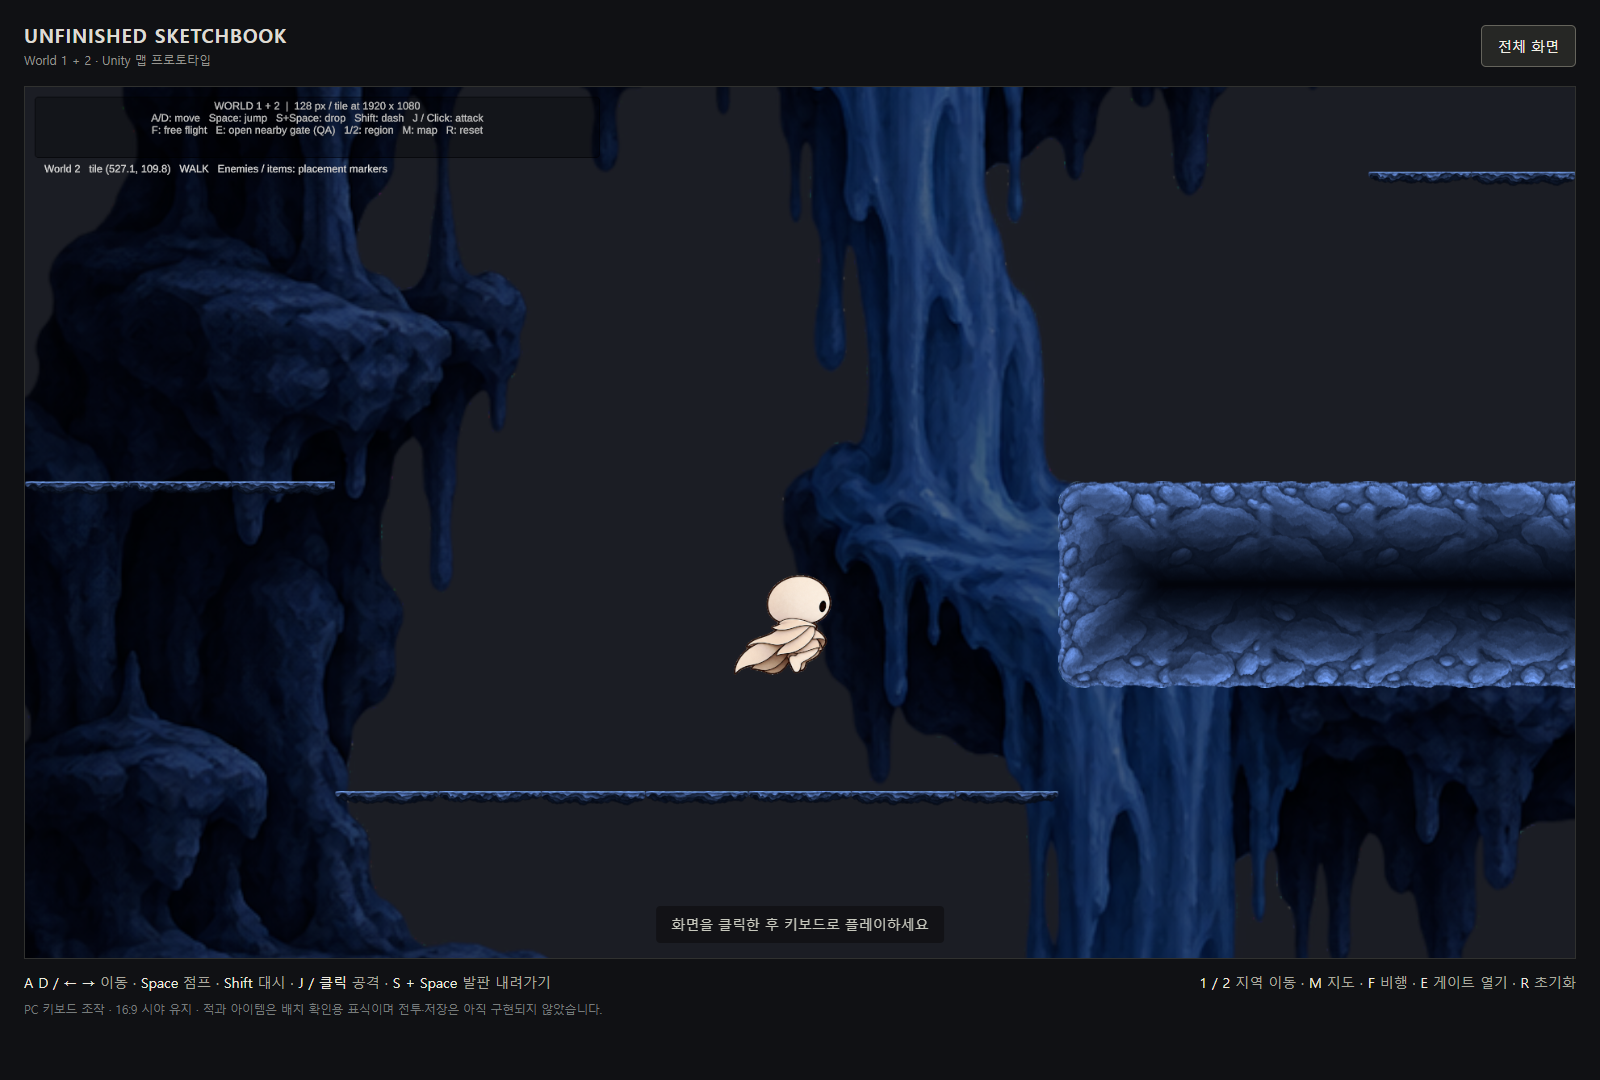 UNFINISHED SKETCHBOOK
World 1 + 2 · Unity 맵 프로토타입
전체 화면
WORLD 1 + 2 | 128 px / tile at 1920 x 1080
A/D: move Space: jump S+Space: drop Shift: dash J / Click: attack
F: free flight E: open nearby gate (QA) 1/2: region M: map R: reset
World 2 tile (527.1, 109.8) WALK Enemies / items: placement markers
화면을 클릭한 후 키보드로 플레이하세요
A D / ← → 이동 · Space 점프 · Shift 대시 · J / 클릭 공격 · S + Space 발판 내려가기
1 / 2 지역 이동 · M 지도 · F 비행 · E 게이트 열기 · R 초기화
PC 키보드 조작 · 16:9 시야 유지 · 적과 아이템은 배치 확인용 표식이며 전투·저장은 아직 구현되지 않았습니다.